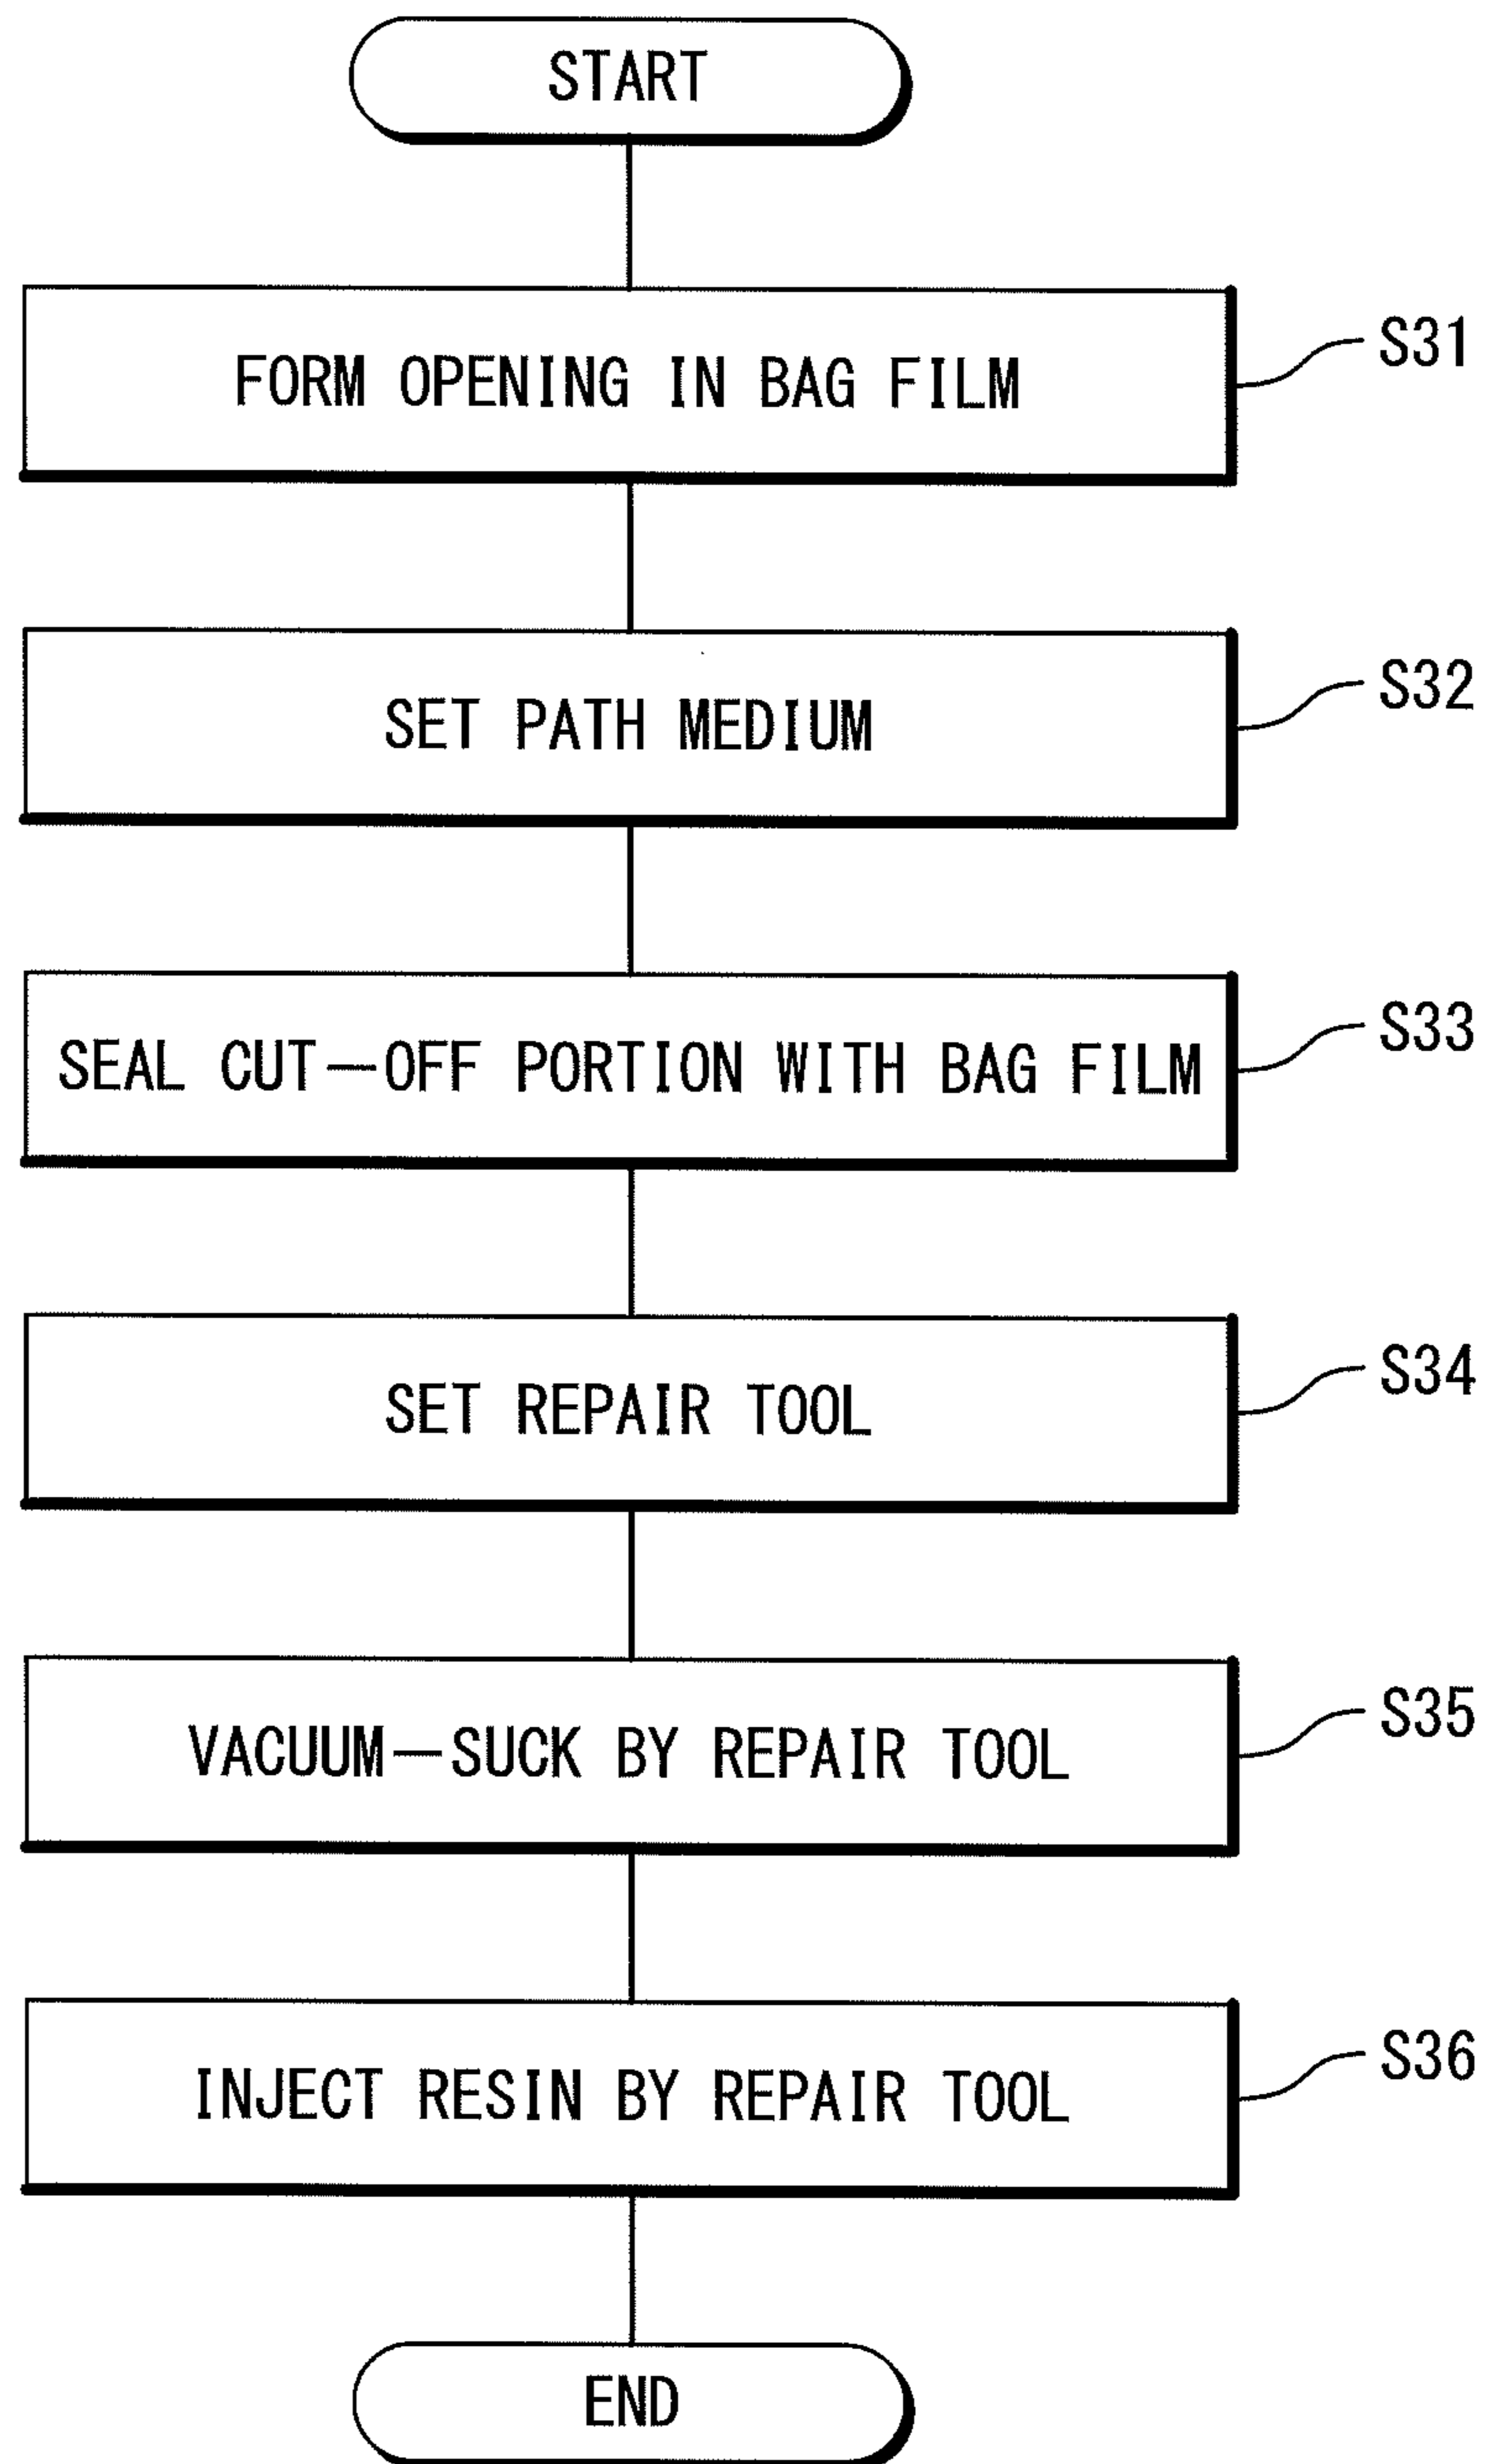 START
FORM OPENING IN BAG FILM
S31
SET PATH MEDIUM
S32
SEAL CUT—OFF PORTION WITH BAG FILM
S33
SET REPAIR TOOL
S34
VACUUM—SUCK BY REPAIR TOOL
S35
INJECT RESIN BY REPAIR TOOL
S36
END